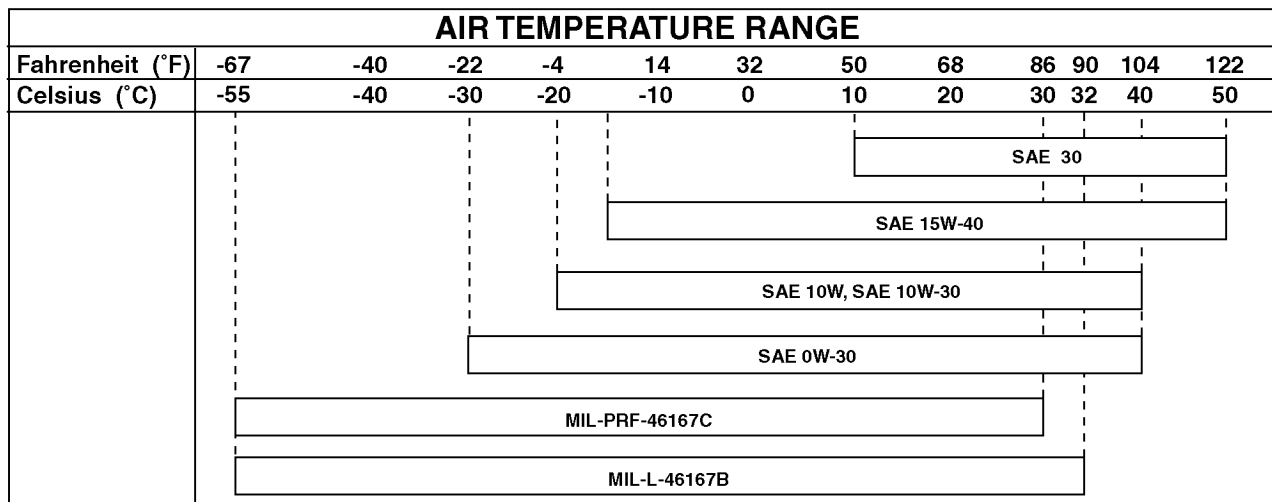 AIR TEMPERATURE RANGE
Fahrenheit (˚F) -67 -40 -22 -4 14 32 50 68 86 90 104 122
Celsius (˚C) -55 -40 -30 -20 -10 0 10 20 30 32 40 50
SAE 30
SAE 15W-40
SAE 10W, SAE 10W-30
SAE 0W-30
MIL-PRF-46167C
MIL-L-46167B